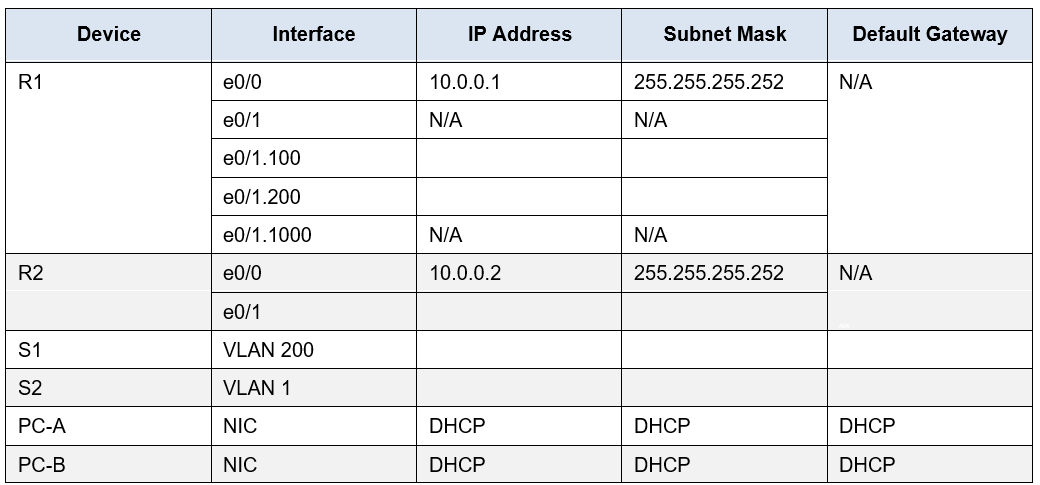 Device Interface IP Address Subnet Mask Default Gateway
R1 e0/0 10.0.0.1 255.255.255.252 N/A
e0/1 N/A N/A
e0/1.100
e0/1.200
e0/1.1000 N/A N/A
R2 e0/0 10.0.0.2 255.255.255.252 N/A
e0/1
S1 VLAN 200
S2 VLAN 1
PC-A NIC DHCP DHCP DHCP
PC-B NIC DHCP DHCP DHCP